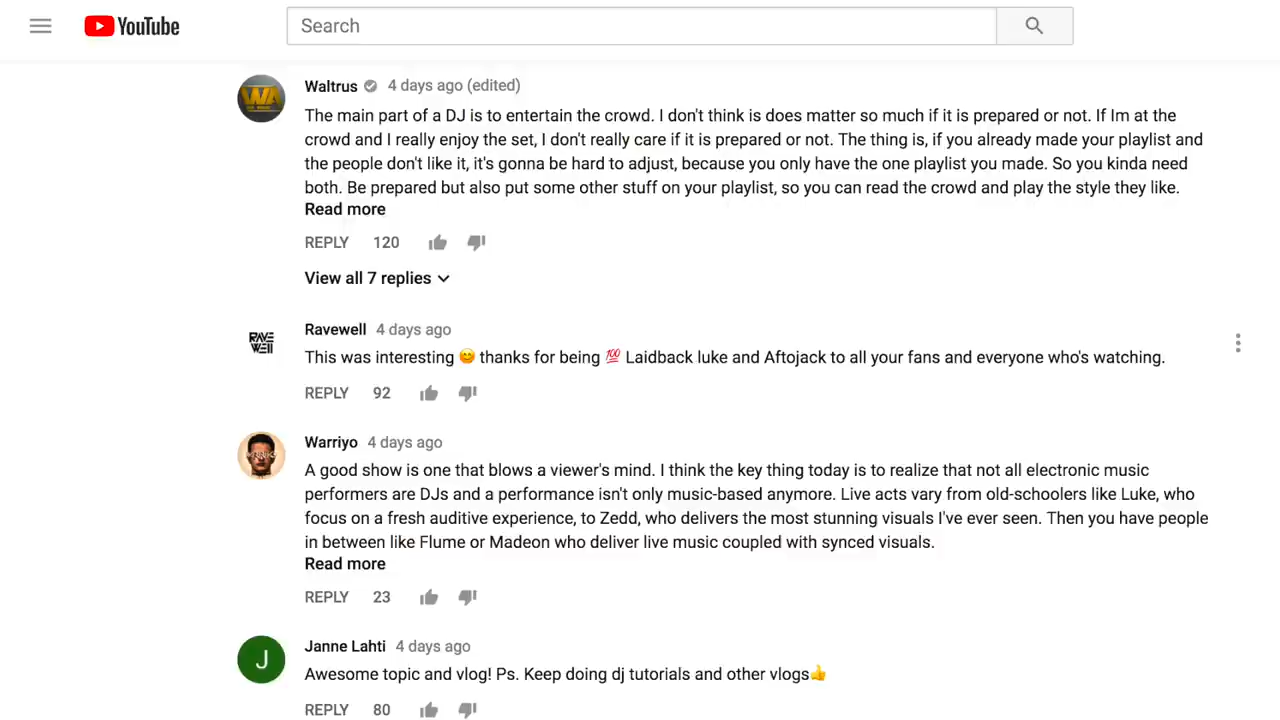 YouTube
Search
WA
Waltrus 4 days ago (edited)
The main part of a DJ is to entertain the crowd. I don't think is does matter so much if it is prepared or not. If Im at the
crowd and I really enjoy the set, I don't really care if it is prepared or not. The thing is, if you already made your playlist and
the people don't like it, it's gonna be hard to adjust, because you only have the one playlist you made. So you kinda need
both. Be prepared but also put some other stuff on your playlist, so you can read the crowd and play the style they like.
Read more
REPLY 120
View all 7 replies
RAVE
WELL
Ravewell 4 days ago
This was interesting 😊 thanks for being 💯 Laidback luke and Aftojack to all your fans and everyone who's watching.
REPLY 92
Warriyo 4 days ago
A good show is one that blows a viewer's mind. I think the key thing today is to realize that not all electronic music
performers are DJs and a performance isn't only music-based anymore. Live acts vary from old-schoolers like Luke, who
focus on a fresh auditive experience, to Zedd, who delivers the most stunning visuals I've ever seen. Then you have people
in between like Flume or Madeon who deliver live music coupled with synced visuals.
Read more
REPLY 23
J
Janne Lahti 4 days ago
Awesome topic and vlog! Ps. Keep doing dj tutorials and other vlogs👍
REPLY 80